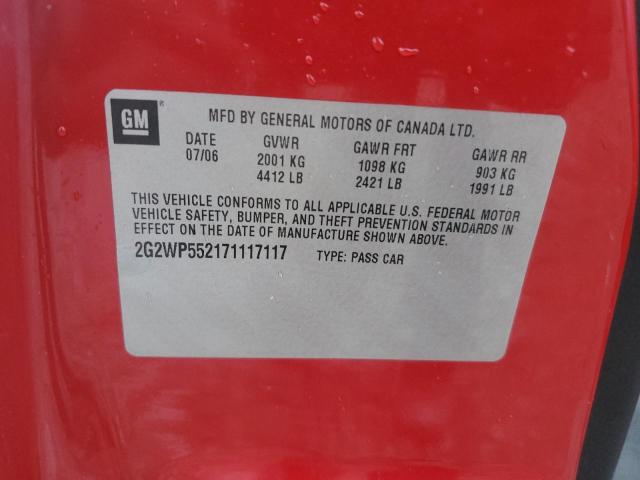 GM ®
MFD BY GENERAL MOTORS OF CANADA LTD.
DATE GVWR GAWR FRT GAWR RR
07/06 2001 KG 1098 KG 903 KG
4412 LB 2421 LB 1991 LB
THIS VEHICLE CONFORMS TO ALL APPLICABLE U.S. FEDERAL MOTOR
VEHICLE SAFETY, BUMPER, AND THEFT PREVENTION STANDARDS IN
EFFECT ON THE DATE OF MANUFACTURE SHOWN ABOVE.
2G2WP552171117117 TYPE: PASS CAR